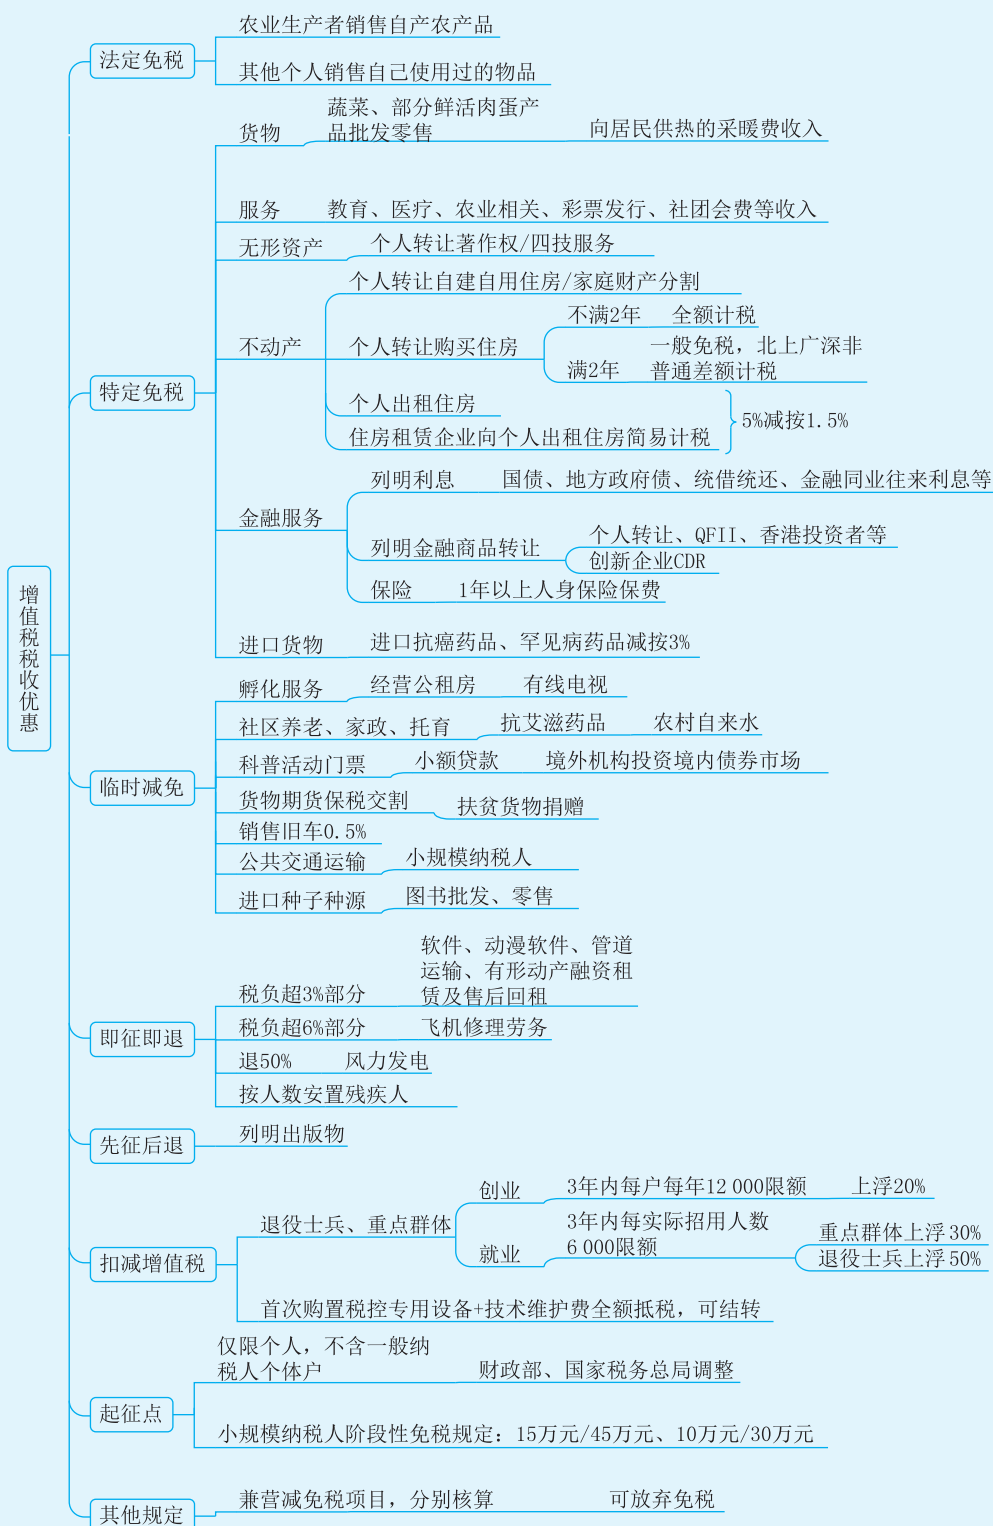 增值税税收优惠
法定免税
农业生产者销售自产农产品
其他个人销售自己使用过的物品
特定免税
货物
蔬菜、部分鲜活肉蛋产
品批发零售
向居民供热的采暖费收入
服务
教育、医疗、农业相关、彩票发行、社团会费等收入
无形资产
个人转让著作权/四技服务
不动产
个人转让自建自用住房/家庭财产分割
个人转让购买住房
不满2年
全额计税
满2年
一般免税，北上广深非
普通差额计税
个人出租住房
住房租赁企业向个人出租住房简易计税
5%减按1.5%
金融服务
列明利息
国债、地方政府债、统借统还、金融同业往来利息等
列明金融商品转让
个人转让、QFII、香港投资者等
创新企业CDR
保险
1年以上人身保险保费
进口货物
进口抗癌药品、罕见病药品减按3%
临时减免
孵化服务
经营公租房
有线电视
社区养老、家政、托育
抗艾滋药品
农村自来水
科普活动门票
小额贷款
境外机构投资境内债券市场
货物期货保税交割
扶贫货物捐赠
销售旧车0.5%
公共交通运输
小规模纳税人
进口种子种源
图书批发、零售
即征即退
税负超3%部分
软件、动漫软件、管道
运输、有形动产融资租
赁及售后回租
税负超6%部分
飞机修理劳务
退50%
风力发电
按人数安置残疾人
先征后退
列明出版物
扣减增值税
退役士兵、重点群体
创业
3年内每户每年12 000限额
上浮20%
就业
3年内每实际招用人数
6 000限额
重点群体上浮30%
退役士兵上浮50%
首次购置税控专用设备+技术维护费全额抵税，可结转
起征点
仅限个人，不含一般纳
税人个体户
财政部、国家税务总局调整
小规模纳税人阶段性免税规定：15万元/45万元、10万元/30万元
其他规定
兼营减免税项目，分别核算
可放弃免税